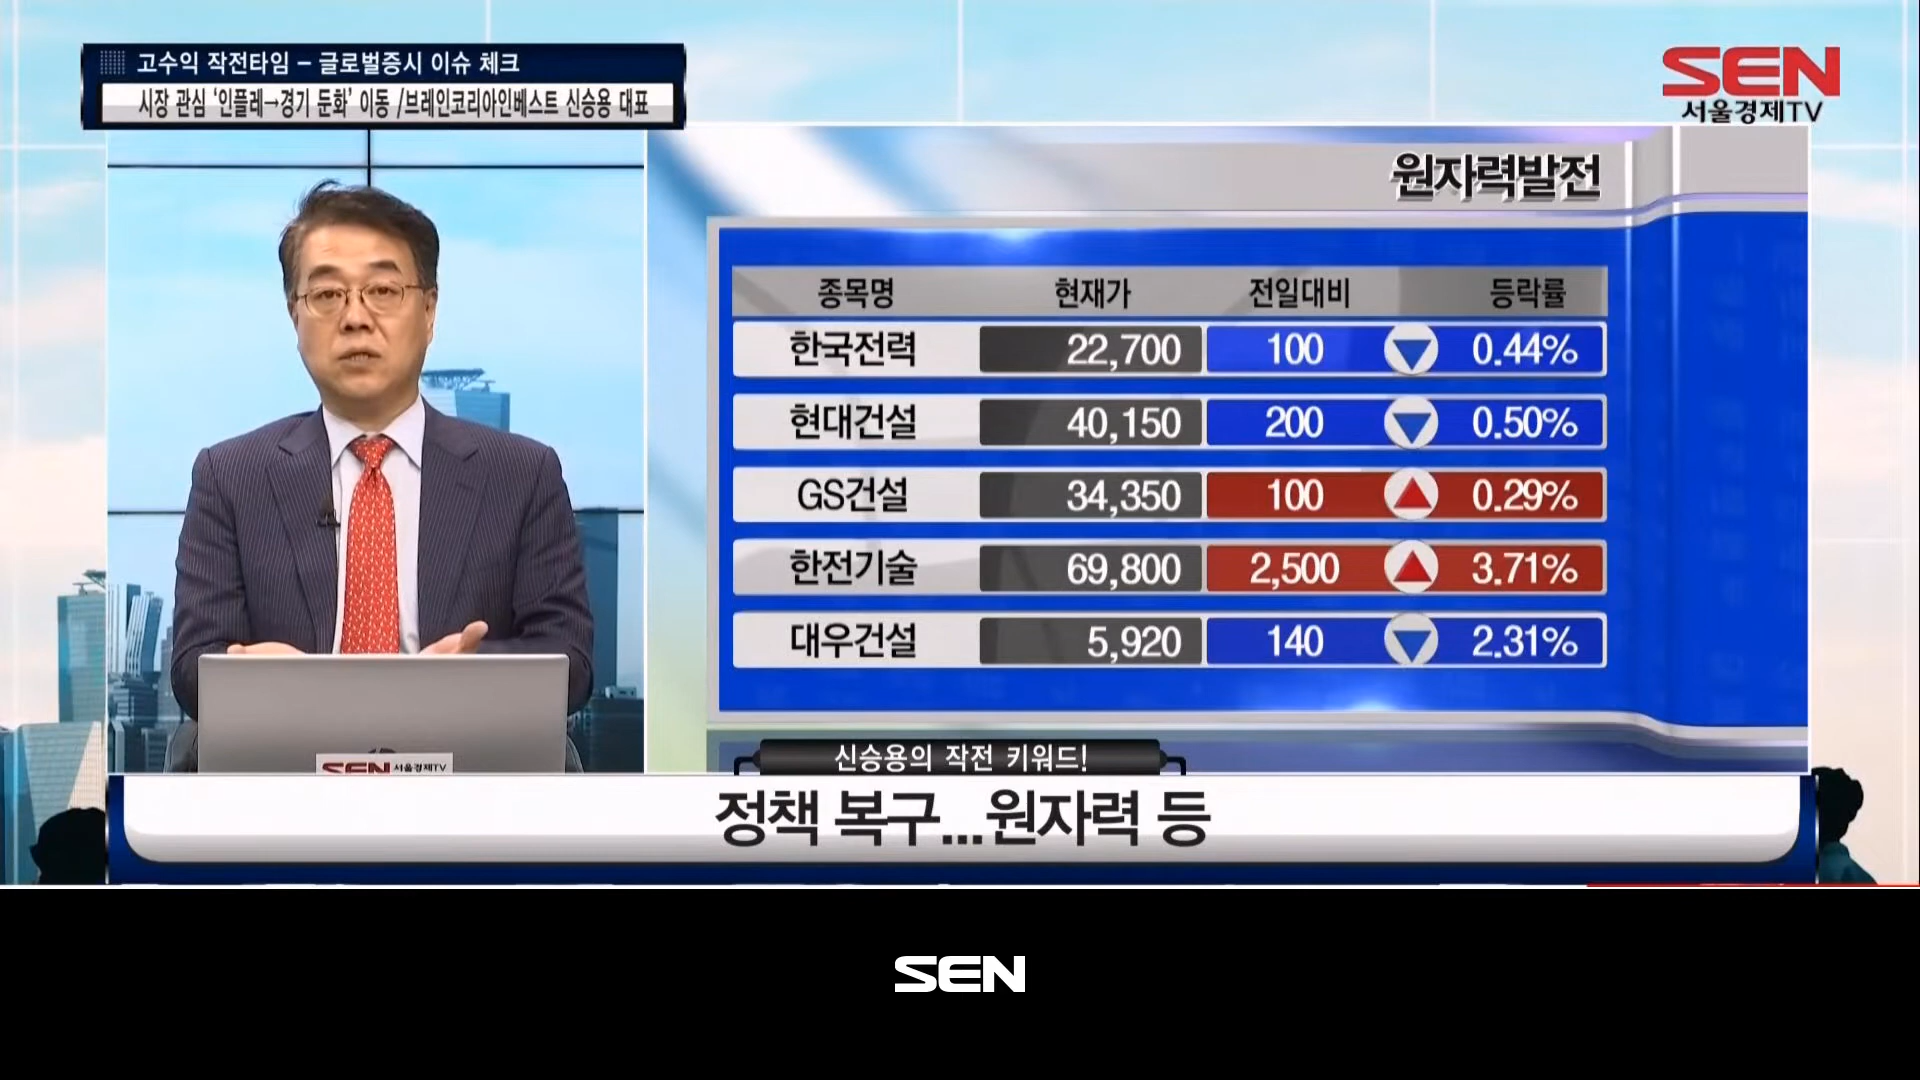 고수익 작전타임 – 글로벌증시 이슈 체크
시장 관심 ‘인플레→경기 둔화’ 이동 /브레인코리아인베스트 신승용 대표
SEN
서울경제TV
원자력발전
종목명 현재가 전일대비 등락률
한국전력 22,700 100 ▼ 0.44%
현대건설 40,150 200 ▼ 0.50%
GS건설 34,350 100 ▲ 0.29%
한전기술 69,800 2,500 ▲ 3.71%
대우건설 5,920 140 ▼ 2.31%
SEN 서울경제TV
신승용의 작전 키워드!
정책 복구...원자력 등
SEN